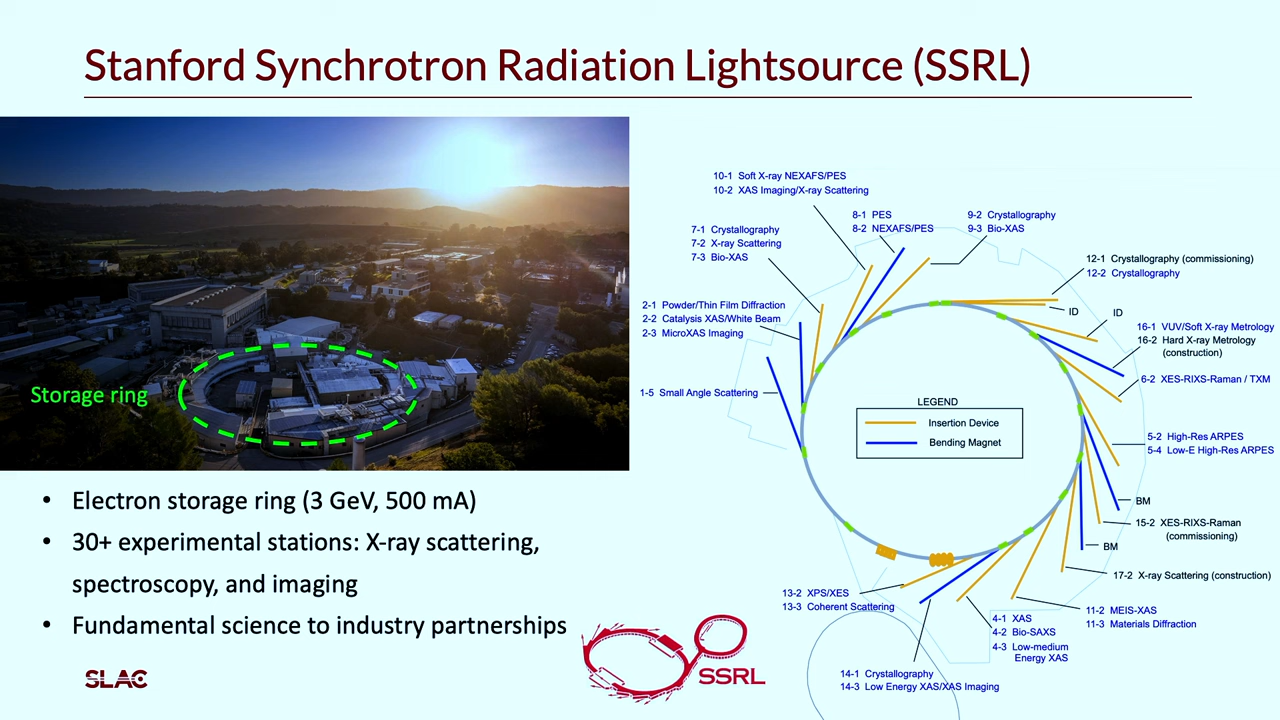 Stanford Synchrotron Radiation Lightsource (SSRL)
Storage ring
• Electron storage ring (3 GeV, 500 mA)
• 30+ experimental stations: X-ray scattering,
spectroscopy, and imaging
• Fundamental science to industry partnerships
SLAC
SSRL
10-1 Soft X-ray NEXAFS/PES
10-2 XAS Imaging/X-ray Scattering
8-1 PES
8-2 NEXAFS/PES
9-2 Crystallography
9-3 Bio-XAS
7-1 Crystallography
7-2 X-ray Scattering
7-3 Bio-XAS
12-1 Crystallography (commissioning)
12-2 Crystallography
2-1 Powder/Thin Film Diffraction
2-2 Catalysis XAS/White Beam
2-3 MicroXAS Imaging
ID
ID
16-1 VUV/Soft X-ray Metrology
16-2 Hard X-ray Metrology
(construction)
6-2 XES-RIXS-Raman / TXM
1-5 Small Angle Scattering
LEGEND
Insertion Device
Bending Magnet
5-2 High-Res ARPES
5-4 Low-E High-Res ARPES
BM
15-2 XES-RIXS-Raman
(commissioning)
BM
17-2 X-ray Scattering (construction)
13-2 XPS/XES
13-3 Coherent Scattering
11-2 MEIS-XAS
11-3 Materials Diffraction
4-1 XAS
4-2 Bio-SAXS
4-3 Low-medium
Energy XAS
14-1 Crystallography
14-3 Low Energy XAS/XAS Imaging